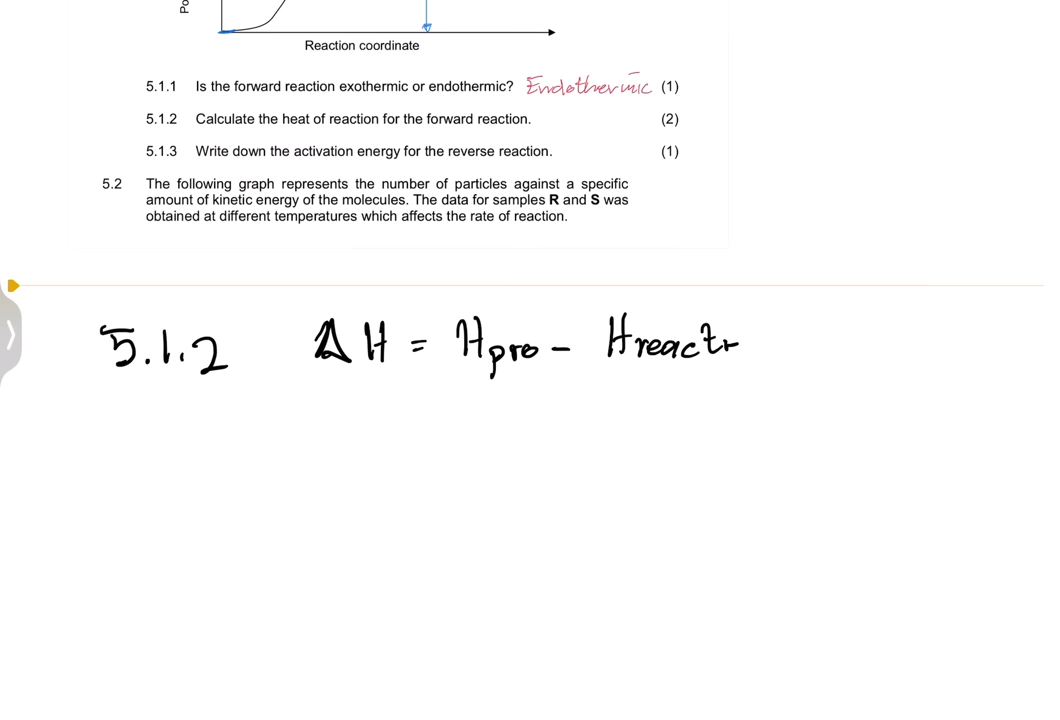 Po
Reaction coordinate
5.1.1 Is the forward reaction exothermic or endothermic? Endothermic (1)
5.1.2 Calculate the heat of reaction for the forward reaction. (2)
5.1.3 Write down the activation energy for the reverse reaction. (1)
5.2 The following graph represents the number of particles against a specific
amount of kinetic energy of the molecules. The data for samples R and S was
obtained at different temperatures which affects the rate of reaction.
5.1.2 ΔH = Hpro - Hreactr